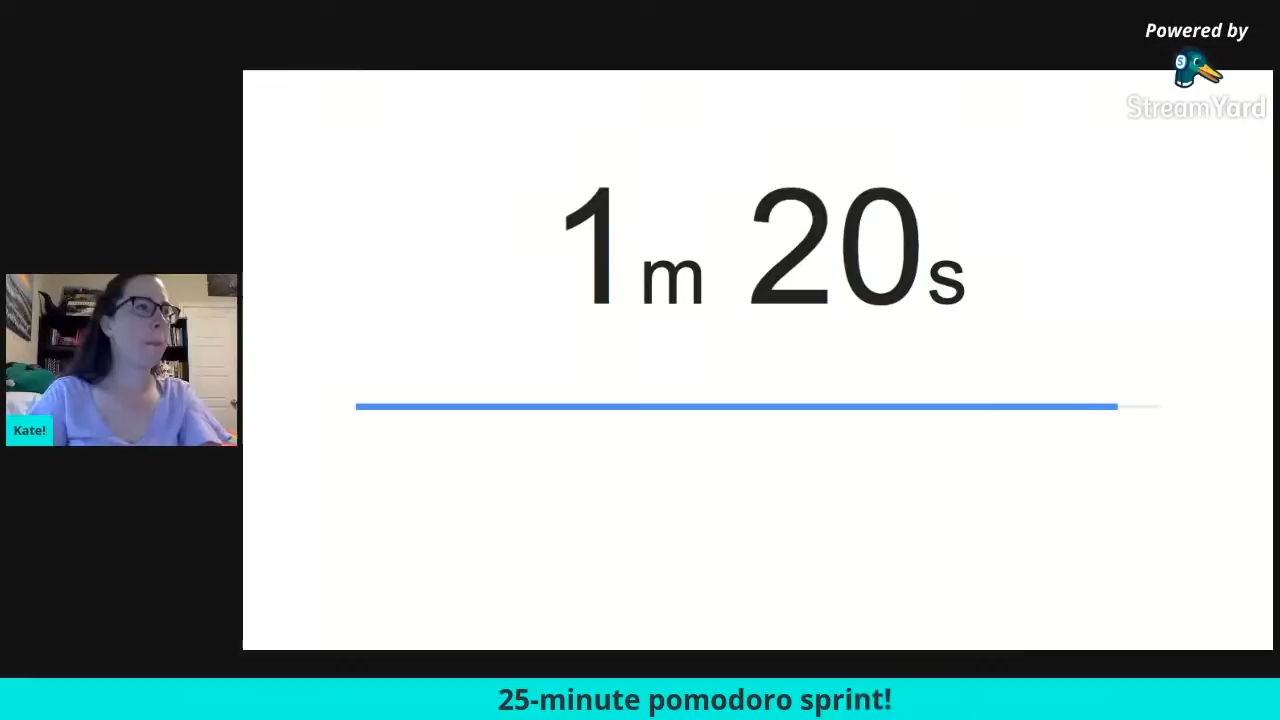 Powered by
StreamYard
1m 20s
Kate!
25-minute pomodoro sprint!